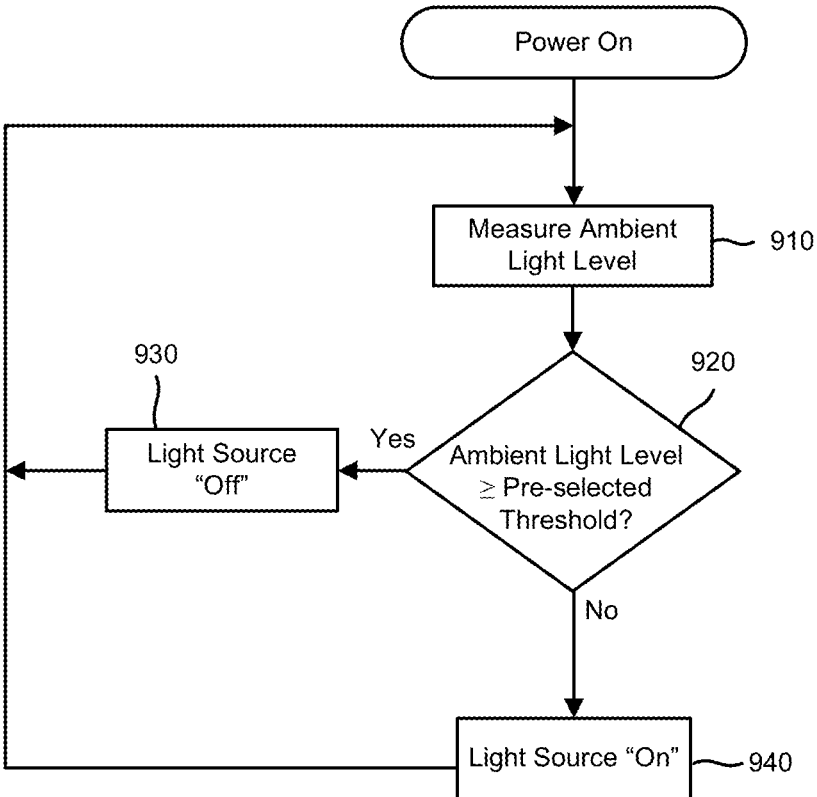 Power On
Measure Ambient
Light Level
910
930
920
Yes
Light Source
“Off”
Ambient Light Level
≥ Pre-selected
Threshold?
No
Light Source “On”
940